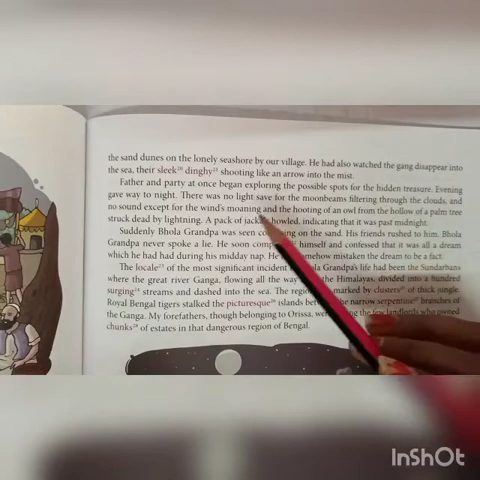 the sand dunes on the lonely seashore by our village. He had also watched the gang disappear into
the sea, their sleek²⁰ dinghy²¹ shooting like an arrow into the mist.
Father and party at once began exploring the possible spots for the hidden treasure. Evening
gave way to night. There was no light save for the moonbeams filtering through the clouds, and
no sound except for the wind's moaning and the hooting of an owl from the hollow of a palm tree
struck dead by lightning. A pack of jackals howled, indicating that it was past midnight.
Suddenly Bhola Grandpa was seen on the sand. His friends rushed to him. Bhola
Grandpa never spoke a lie. He soon himself and confessed that it was all a dream
which he had had during his midday nap. He mistaken the dream to be a fact.
The locale of the most significant incident Grandpa's life had been the Sundarbans
where the great river Ganga, flowing all the way the Himalayas, divided into a hundred
surging streams and dashed into the sea. The region marked by clusters of thick jungle.
Royal Bengal tigers stalked the picturesque islands the narrow serpentine branches of
the Ganga. My forefathers, though belonging to Orissa, the few landlords who owned
chunks of estates in that dangerous region of Bengal.
InShOt